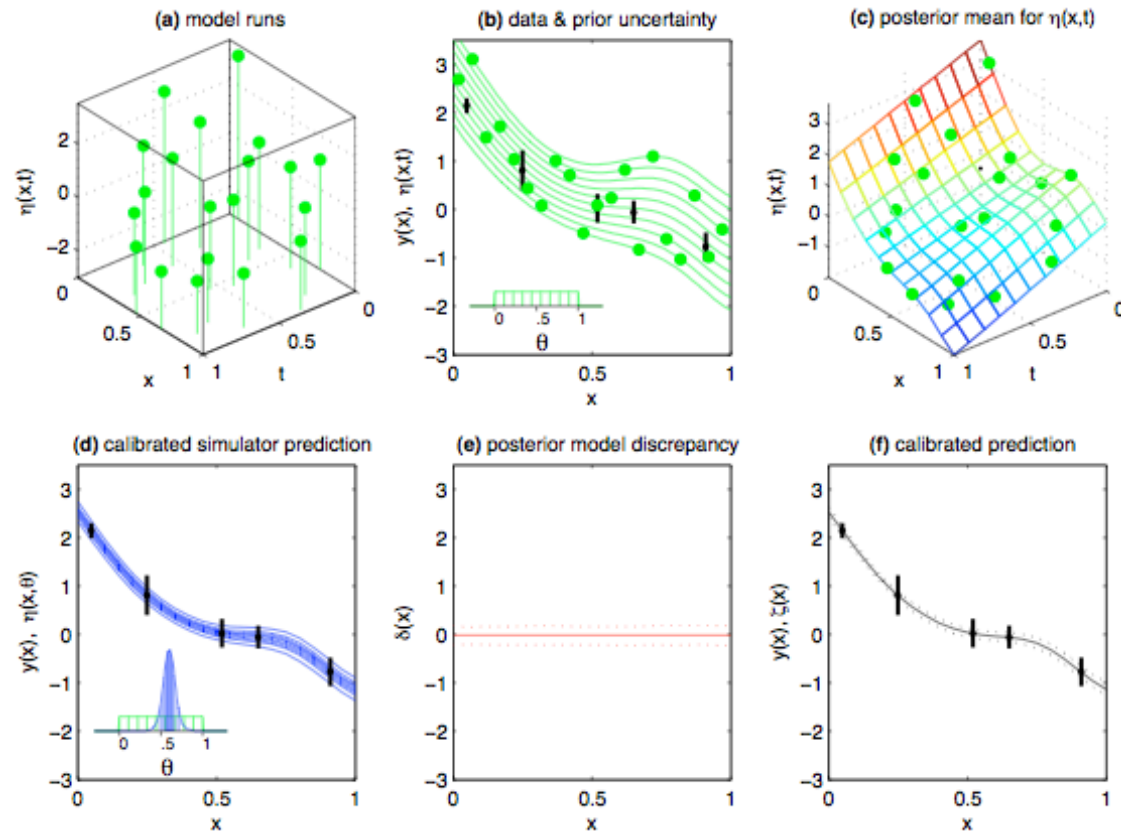 (a) model runs
η(x,t)
2
0
−2
0
0.5
1
x
1
0.5
0
t
(b) data & prior uncertainty
y(x), η(x,t)
3
2
1
0
−1
−2
−3
0 .5 1
θ
0 0.5 1
x
(c) posterior mean for η(x,t)
η(x,t)
3
2
1
0
−1
0
0.5
1
x
1
0.5
0
t
(d) calibrated simulator prediction
y(x), η(x,θ)
3
2
1
0
−1
−2
−3
0 .5 1
θ
0 0.5 1
x
(e) posterior model discrepancy
δ(x)
3
2
1
0
−1
−2
−3
0 0.5 1
x
(f) calibrated prediction
y(x), ζ(x)
3
2
1
0
−1
−2
−3
0 0.5 1
x